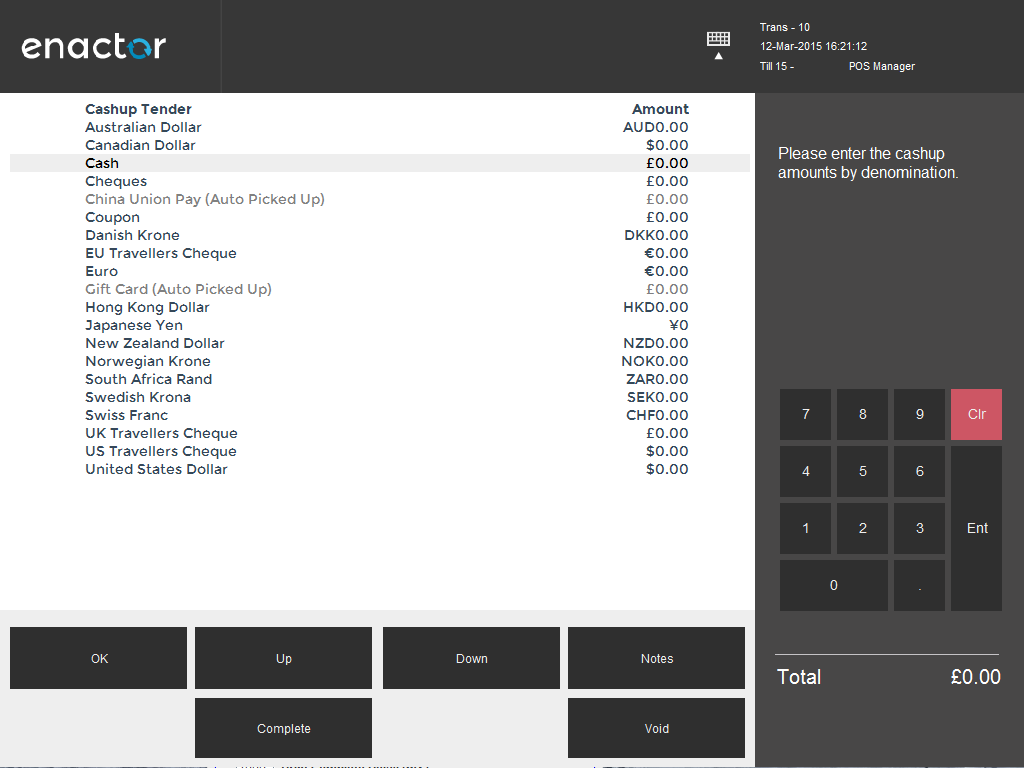 enactor
Trans - 10
12-Mar-2015 16:21:12
Till 15 - POS Manager
Cashup Tender Amount
Australian Dollar AUD0.00
Canadian Dollar $0.00
Cash £0.00
Cheques £0.00
China Union Pay (Auto Picked Up) £0.00
Coupon £0.00
Danish Krone DKK0.00
EU Travellers Cheque €0.00
Euro €0.00
Gift Card (Auto Picked Up) £0.00
Hong Kong Dollar HKD0.00
Japanese Yen ¥0
New Zealand Dollar NZD0.00
Norwegian Krone NOK0.00
South Africa Rand ZAR0.00
Swedish Krona SEK0.00
Swiss Franc CHF0.00
UK Travellers Cheque £0.00
US Travellers Cheque $0.00
United States Dollar $0.00
Please enter the cashup
amounts by denomination.
7 8 9 Clr
4 5 6
1 2 3 Ent
0 .
OK Up Down Notes
Complete Void
Total £0.00